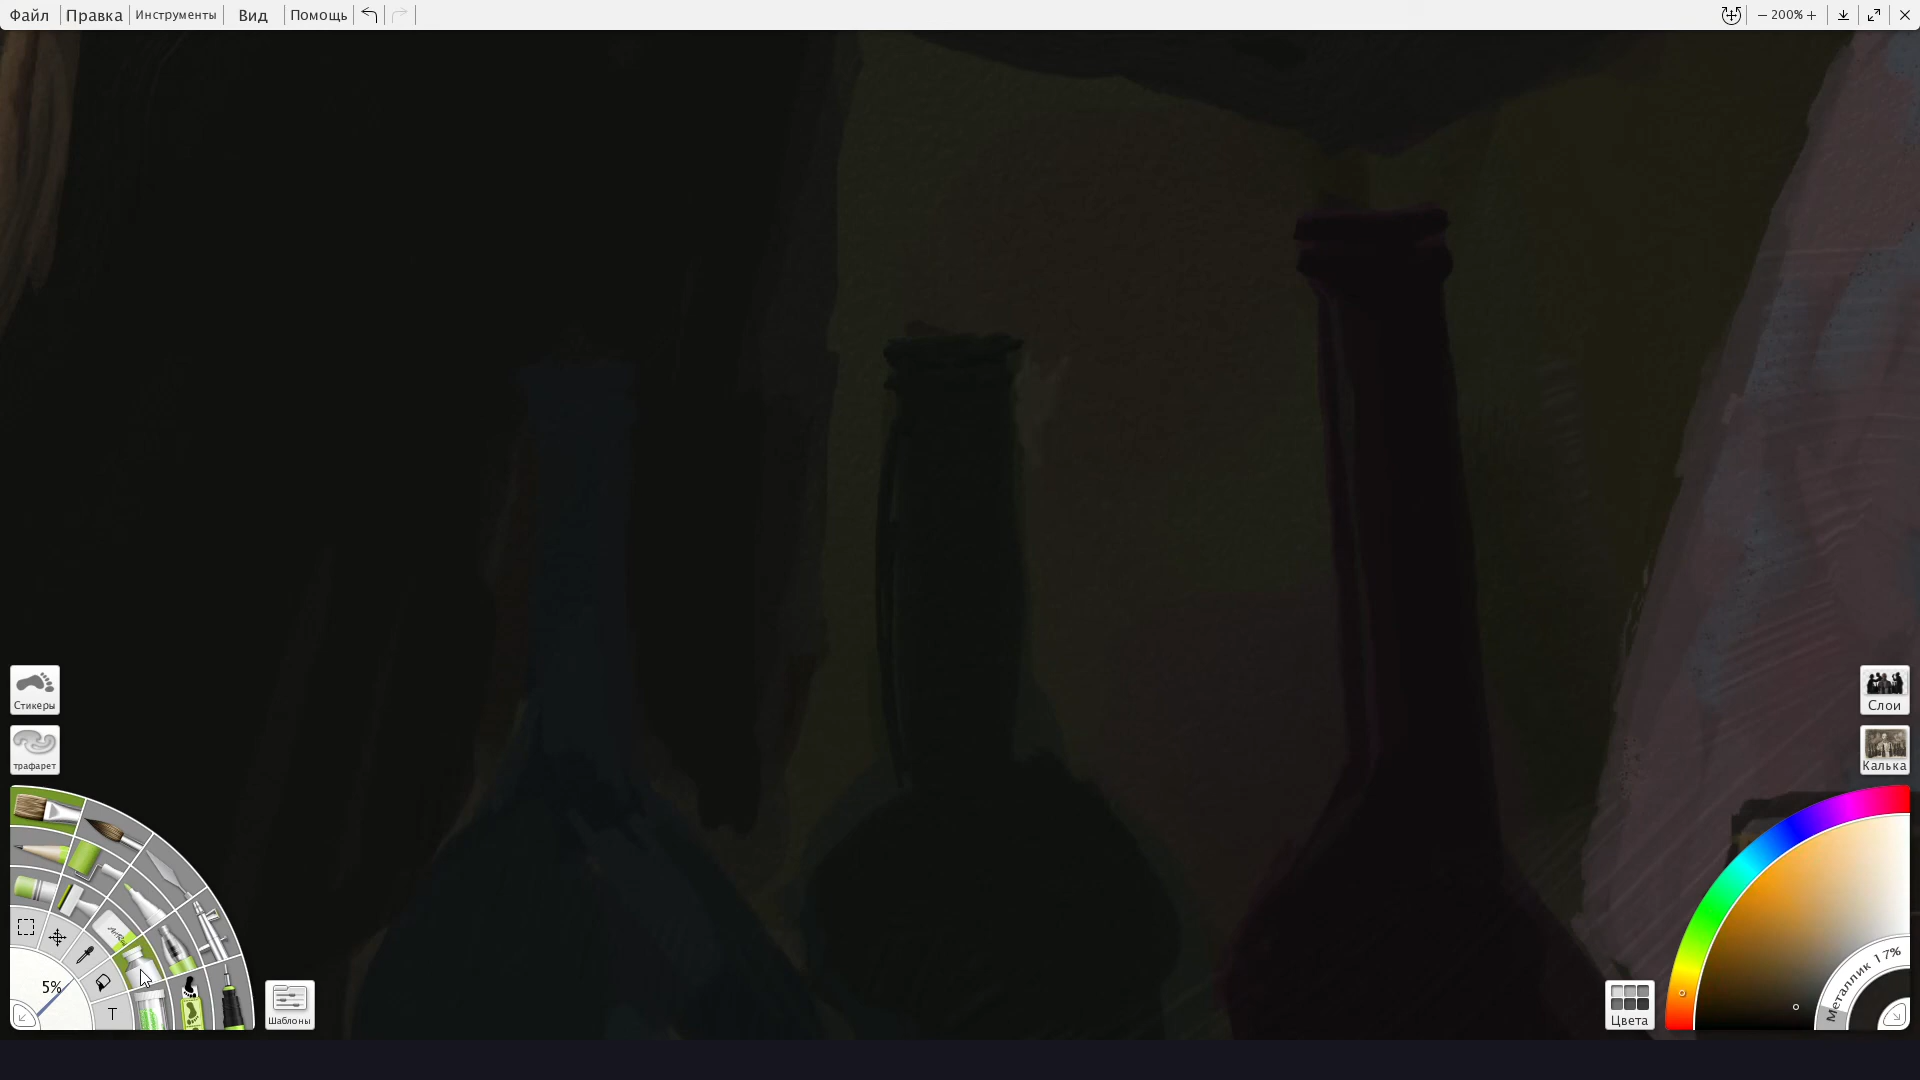 Файл Правка Инструменты Вид Помощь
− 200% +
Стикеры
трафарет
5%
T
Шаблоны
Слои
Калька
Металлик 17%
Цвета